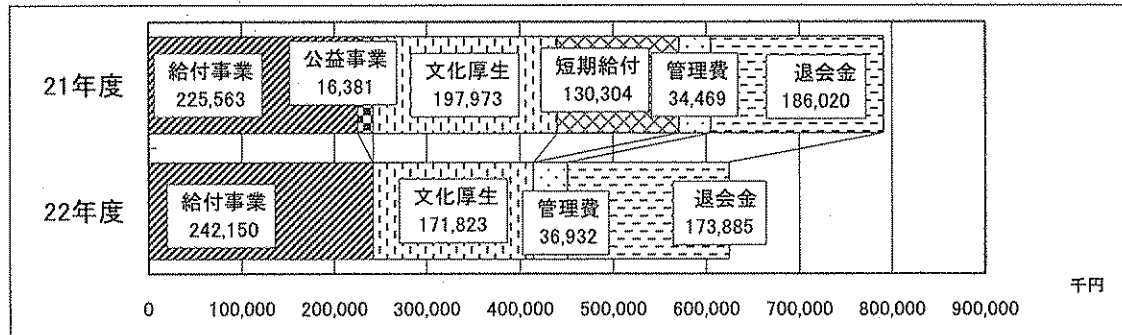 21年度
給付事業
225,563
公益事業
16,381
文化厚生
197,973
短期給付
130,304
管理費
34,469
退会金
186,020
22年度
給付事業
242,150
文化厚生
171,823
管理費
36,932
退会金
173,885
千円
0 100,000 200,000 300,000 400,000 500,000 600,000 700,000 800,000 900,000